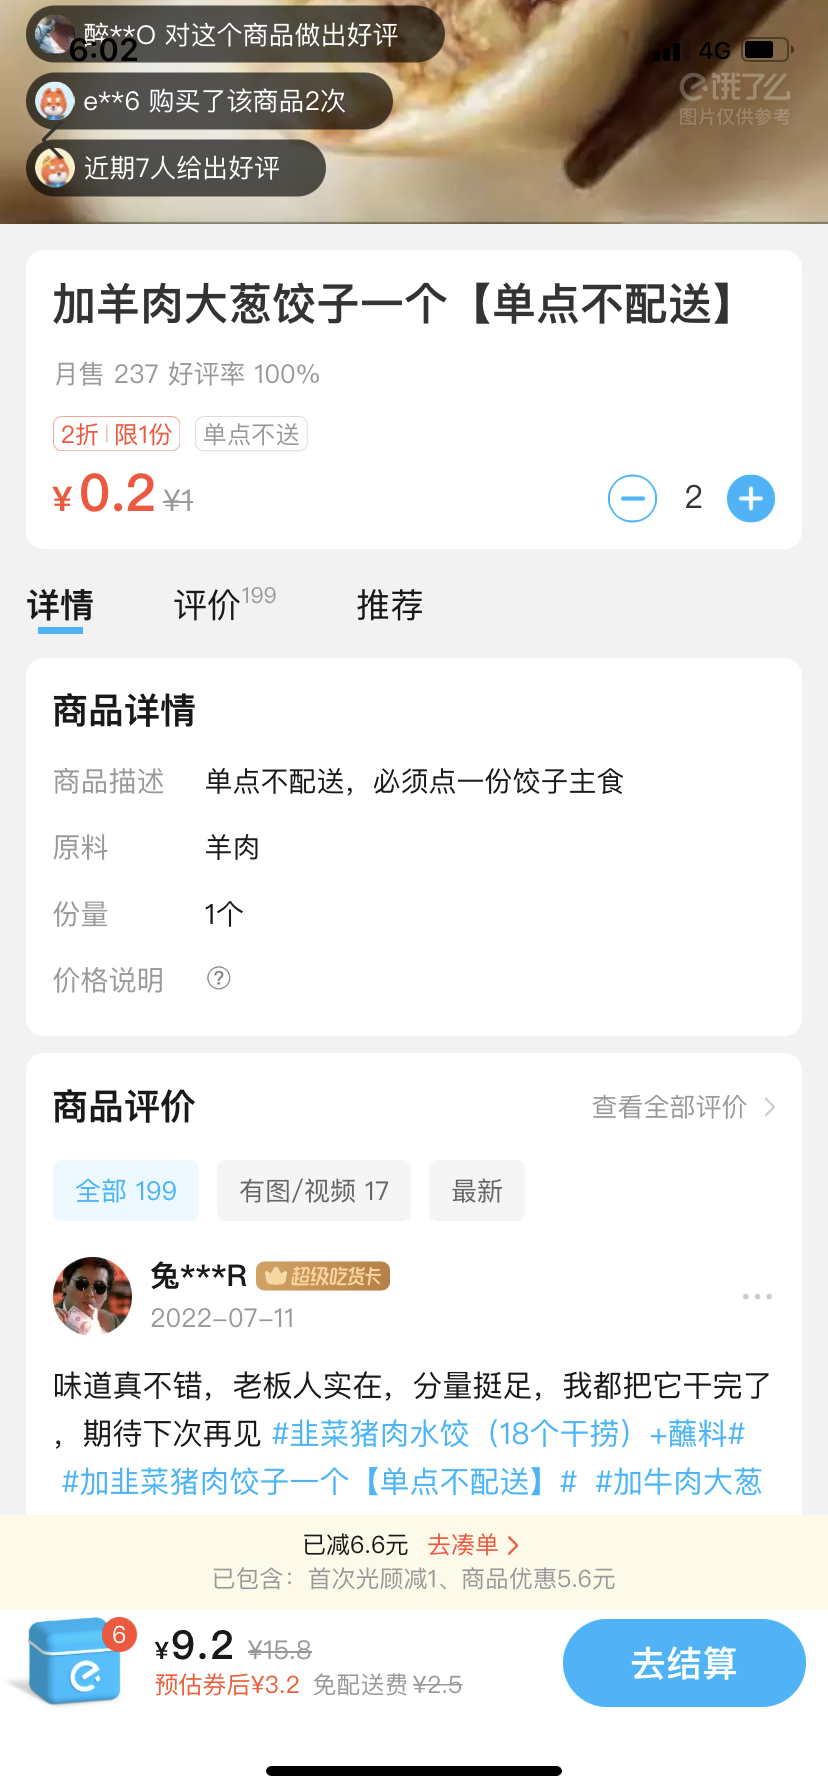 醉**O 对这个商品做出好评
6:02
4G
e**6 购买了该商品2次
饿了么
图片仅供参考
近期7人给出好评
加羊肉大葱饺子一个【单点不配送】
月售 237 好评率 100%
2折 限1份 单点不送
¥0.2 ¥1
2
详情 评价199 推荐
商品详情
商品描述 单点不配送，必须点一份饺子主食
原料 羊肉
份量 1个
价格说明 ?
商品评价 查看全部评价 >
全部 199 有图/视频 17 最新
兔***R 超级吃货卡
2022-07-11
味道真不错，老板人实在，分量挺足，我都把它干完了
，期待下次再见 #韭菜猪肉水饺（18个干捞）+蘸料#
#加韭菜猪肉饺子一个【单点不配送】# #加牛肉大葱
已减6.6元 去凑单 >
已包含：首次光顾减1、商品优惠5.6元
6
¥9.2 ¥15.8
预估券后¥3.2 免配送费 ¥2.5
去结算